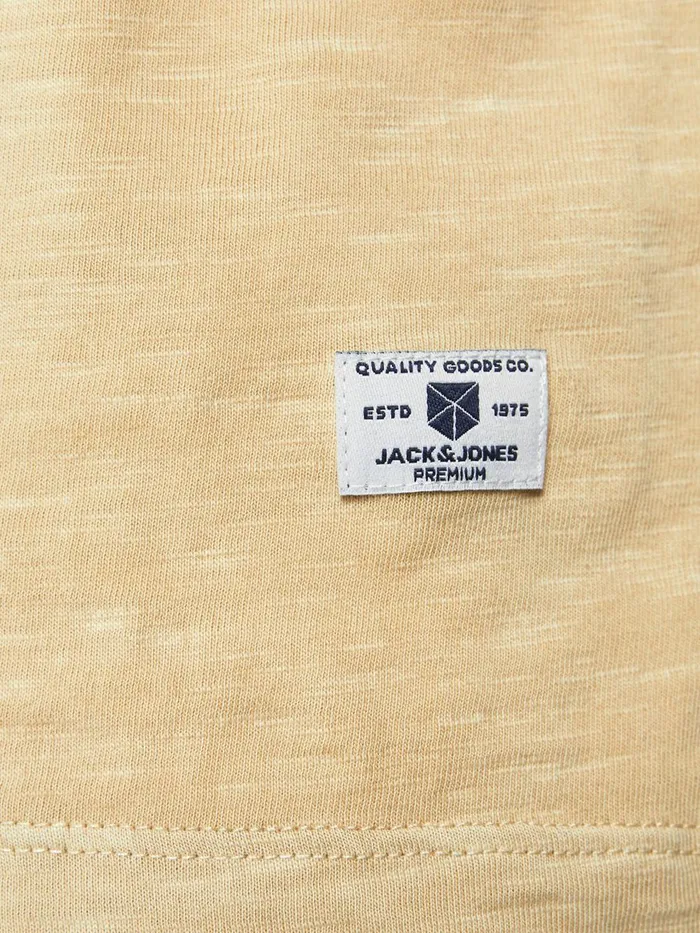 QUALITY GOODS CO.
ESTD 1975
JACK&JONES
PREMIUM